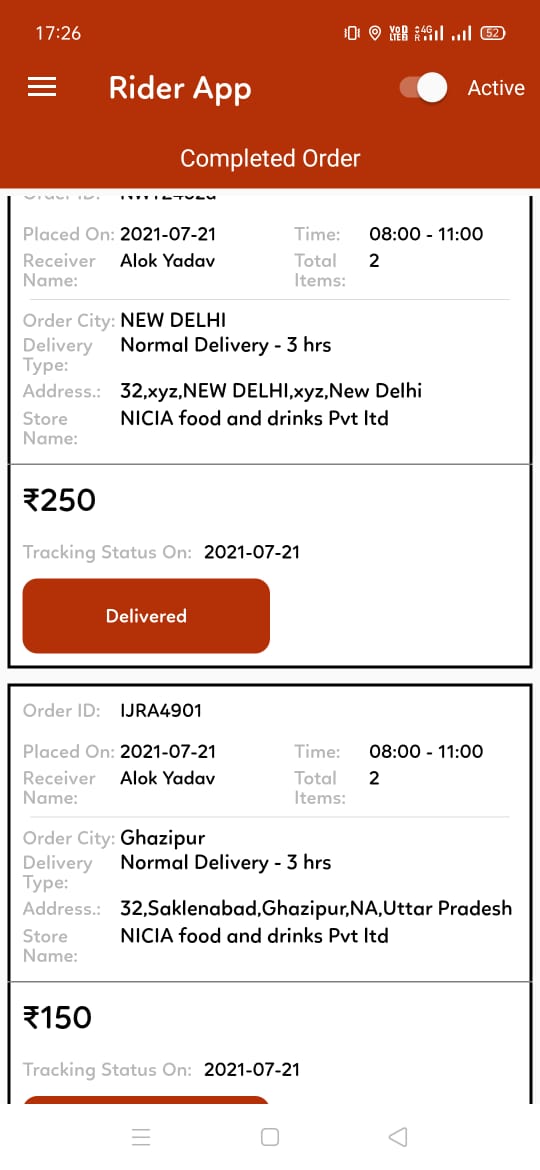 17:26
VoD LTED 4G R 52
Rider App Active
Completed Order
Placed On: 2021-07-21 Time: 08:00 - 11:00
Receiver Name: Alok Yadav Total Items: 2
Order City: NEW DELHI
Delivery Type: Normal Delivery - 3 hrs
Address.: 32,xyz,NEW DELHI,xyz,New Delhi
Store Name: NICIA food and drinks Pvt ltd
₹250
Tracking Status On: 2021-07-21
Delivered
Order ID: IJRA4901
Placed On: 2021-07-21 Time: 08:00 - 11:00
Receiver Name: Alok Yadav Total Items: 2
Order City: Ghazipur
Delivery Type: Normal Delivery - 3 hrs
Address.: 32,Saklenabad,Ghazipur,NA,Uttar Pradesh
Store Name: NICIA food and drinks Pvt ltd
₹150
Tracking Status On: 2021-07-21